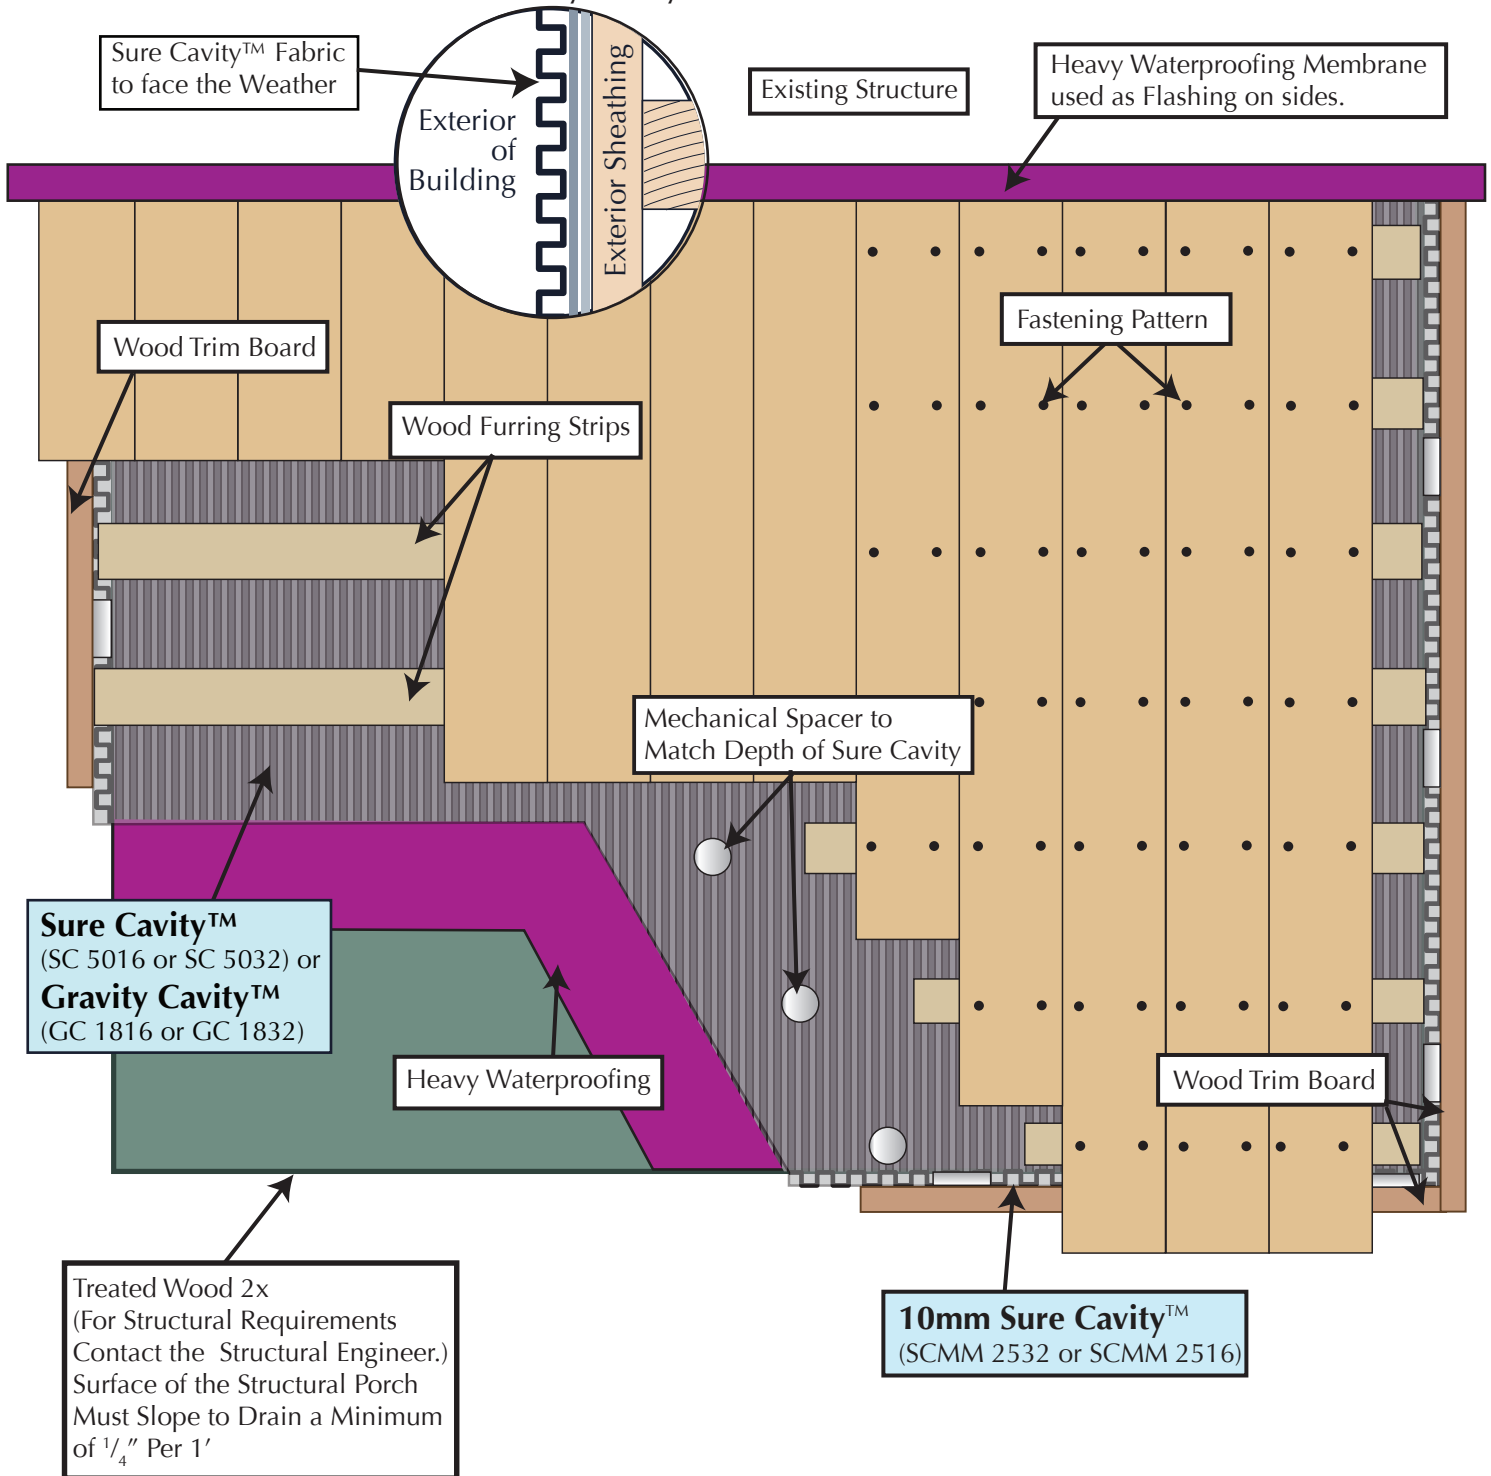 Sure Cavity™ Fabric
to face the Weather
Exterior
of
Building
Exterior Sheathing
Existing Structure
Heavy Waterproofing Membrane
used as Flashing on sides.
Wood Trim Board
Fastening Pattern
Wood Furring Strips
Mechanical Spacer to
Match Depth of Sure Cavity
Sure Cavity™
(SC 5016 or SC 5032) or
Gravity Cavity™
(GC 1816 or GC 1832)
Heavy Waterproofing
Wood Trim Board
Treated Wood 2x
(For Structural Requirements
Contact the Structural Engineer.)
Surface of the Structural Porch
Must Slope to Drain a Minimum
of 1/4" Per 1'
10mm Sure Cavity™
(SCMM 2532 or SCMM 2516)